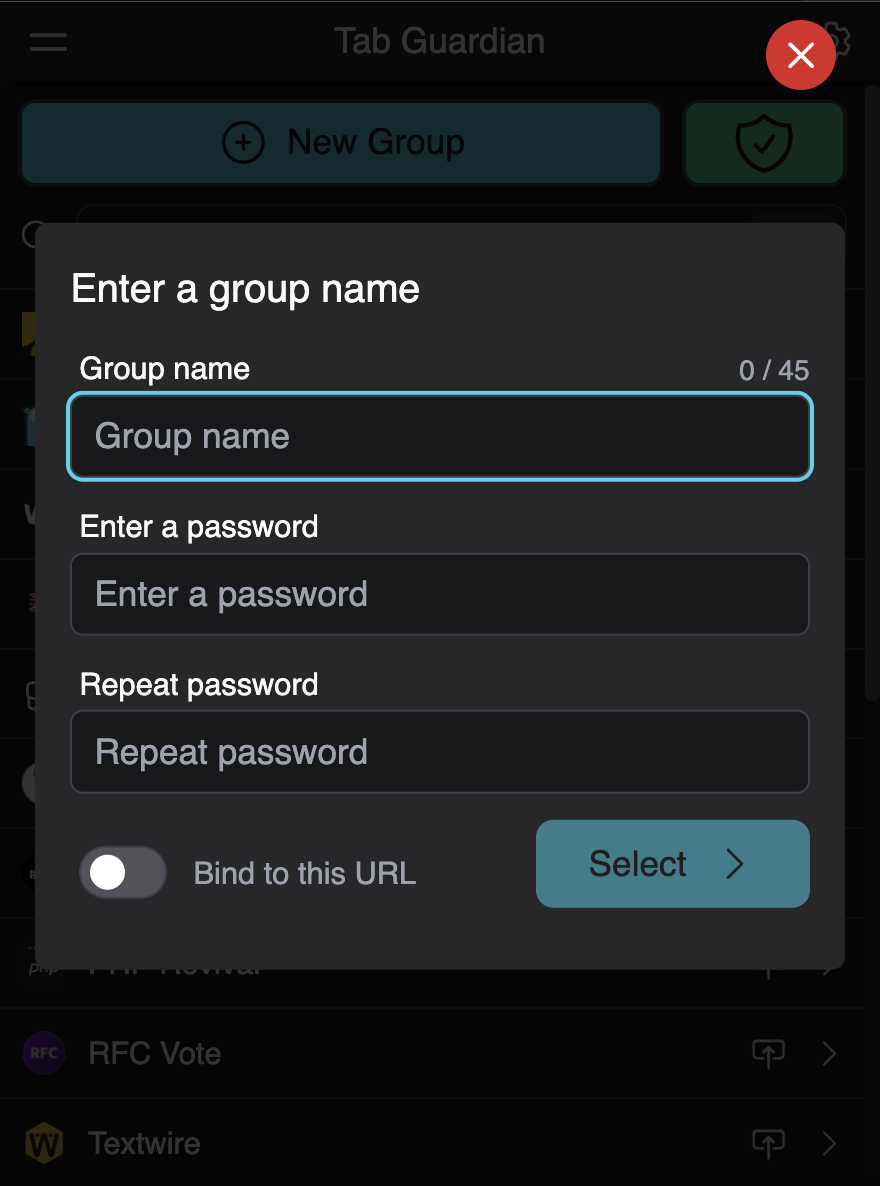 Tab Guardian
New Group
Enter a group name
Group name 0 / 45
Group name
Enter a password
Enter a password
Repeat password
Repeat password
Bind to this URL
Select
php PHP Revival
RFC RFC Vote
W Textwire